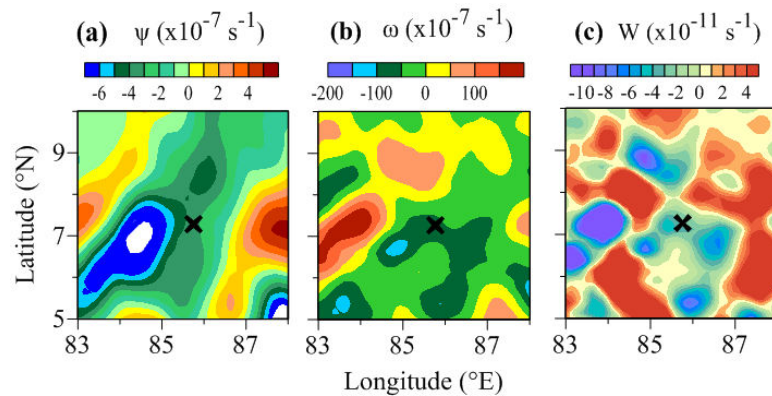 (a) ψ (x10⁻⁷ s⁻¹) (b) ω (x10⁻⁷ s⁻¹) (c) W (x10⁻¹¹ s⁻¹)
-6 -4 -2 0 2 4 -200 -100 0 100 -10 -8 -6 -4 -2 0 2 4
Latitude (°N)
9
7
5
83 85 87 83 85 87 83 85 87
Longitude (°E)